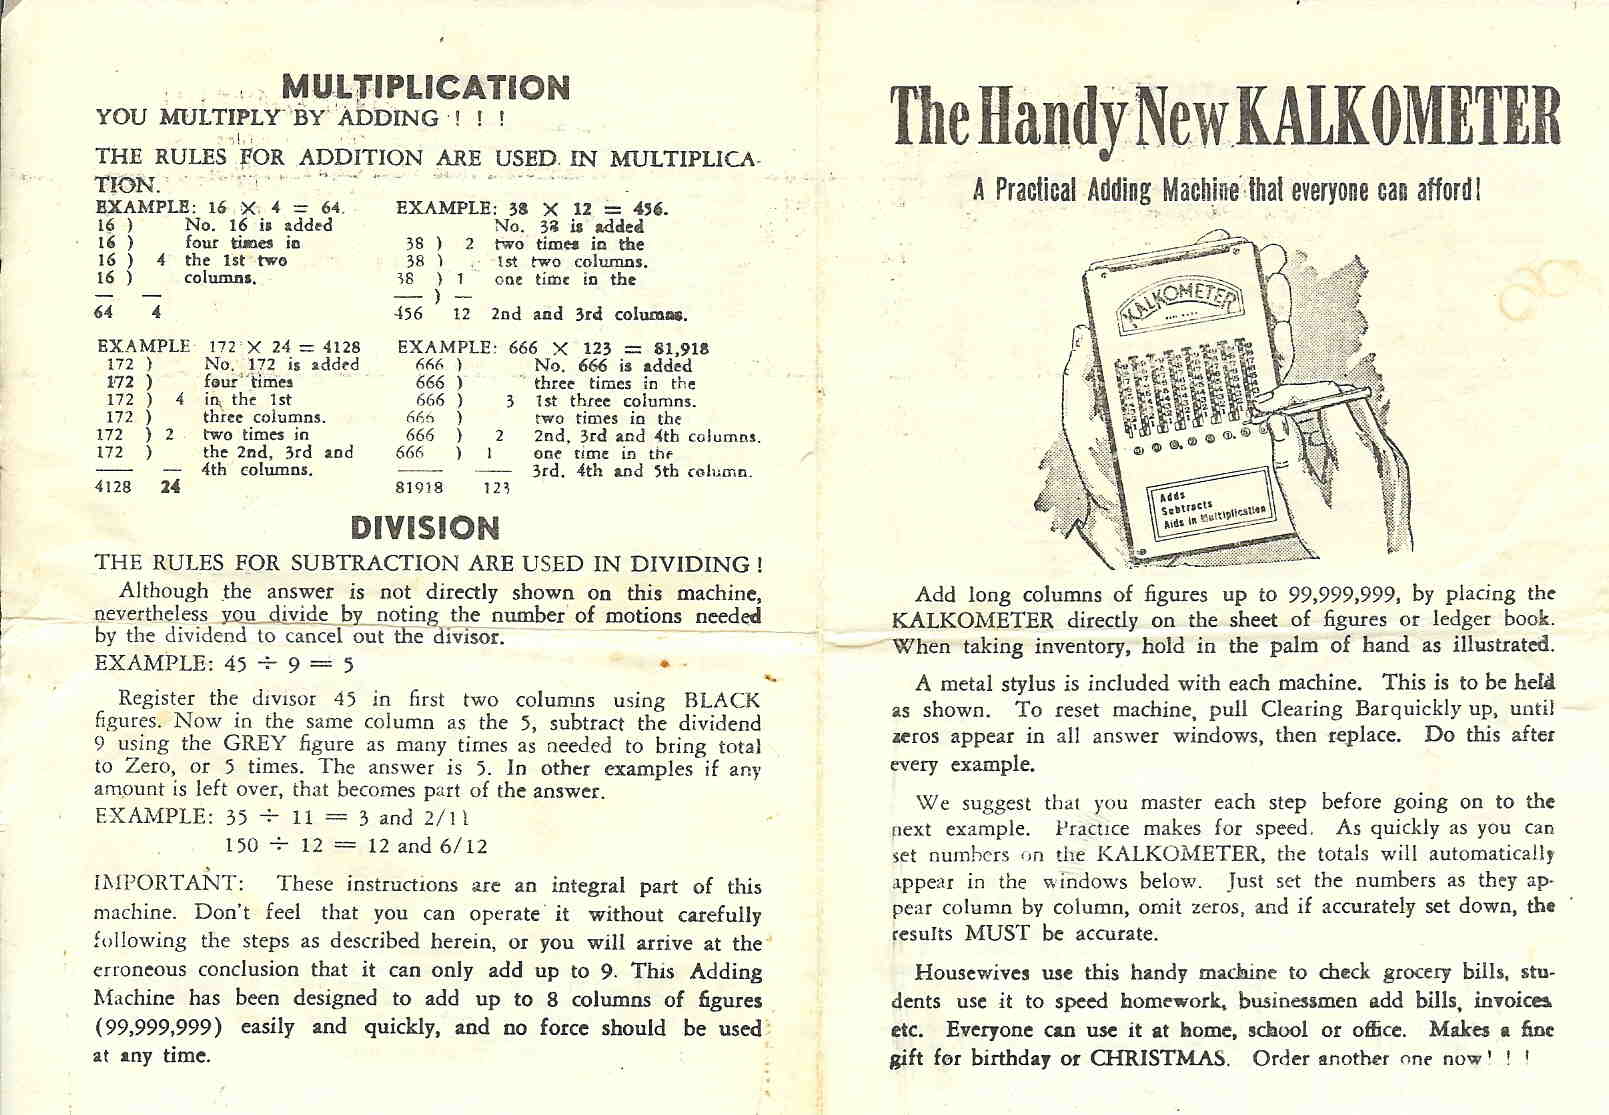 MULTIPLICATION
YOU MULTIPLY BY ADDING ! ! !
THE RULES FOR ADDITION ARE USED IN MULTIPLICA-
TION.
EXAMPLE: 16 X 4 = 64.
16 ) No. 16 is added
16 ) four times in
16 ) 4 the 1st two
16 ) columns.
— —
64 4
EXAMPLE: 38 X 12 = 456.
No. 38 is added
38 ) 2 two times in the
38 ) 1st two columns.
38 ) 1 one time in the
— ) —
456 12 2nd and 3rd columns.
EXAMPLE 172 X 24 = 4128
172 ) No. 172 is added
172 ) four times
172 ) 4 in the 1st
172 ) three columns.
172 ) 2 two times in
172 ) the 2nd, 3rd and
— — 4th columns.
4128 24
EXAMPLE: 666 X 123 = 81,918
666 ) No. 666 is added
666 ) three times in the
666 ) 3 1st three columns.
666 ) two times in the
666 ) 2 2nd, 3rd and 4th columns.
666 ) 1 one time in the
— — 3rd, 4th and 5th column.
81918 123
DIVISION
THE RULES FOR SUBTRACTION ARE USED IN DIVIDING !
Although the answer is not directly shown on this machine,
nevertheless you divide by noting the number of motions needed
by the dividend to cancel out the divisor.
EXAMPLE: 45 ÷ 9 = 5
Register the divisor 45 in first two columns using BLACK
figures. Now in the same column as the 5, subtract the dividend
9 using the GREY figure as many times as needed to bring total
to Zero, or 5 times. The answer is 5. In other examples if any
amount is left over, that becomes part of the answer.
EXAMPLE: 35 ÷ 11 = 3 and 2/11
150 ÷ 12 = 12 and 6/12
IMPORTANT: These instructions are an integral part of this
machine. Don't feel that you can operate it without carefully
following the steps as described herein, or you will arrive at the
erroneous conclusion that it can only add up to 9. This Adding
Machine has been designed to add up to 8 columns of figures
(99,999,999) easily and quickly, and no force should be used
at any time.
The Handy New KALKOMETER
A Practical Adding Machine that everyone can afford!
KALKOMETER
Adds
Subtracts
Aids in Multiplication
Add long columns of figures up to 99,999,999, by placing the
KALKOMETER directly on the sheet of figures or ledger book.
When taking inventory, hold in the palm of hand as illustrated.
A metal stylus is included with each machine. This is to be held
as shown. To reset machine, pull Clearing Barquickly up, until
zeros appear in all answer windows, then replace. Do this after
every example.
We suggest that you master each step before going on to the
next example. Practice makes for speed. As quickly as you can
set numbers on the KALKOMETER, the totals will automatically
appear in the windows below. Just set the numbers as they ap-
pear column by column, omit zeros, and if accurately set down, the
results MUST be accurate.
Housewives use this handy machine to check grocery bills, stu-
dents use it to speed homework, businessmen add bills, invoices
etc. Everyone can use it at home, school or office. Makes a fine
gift for birthday or CHRISTMAS. Order another one now! ! !